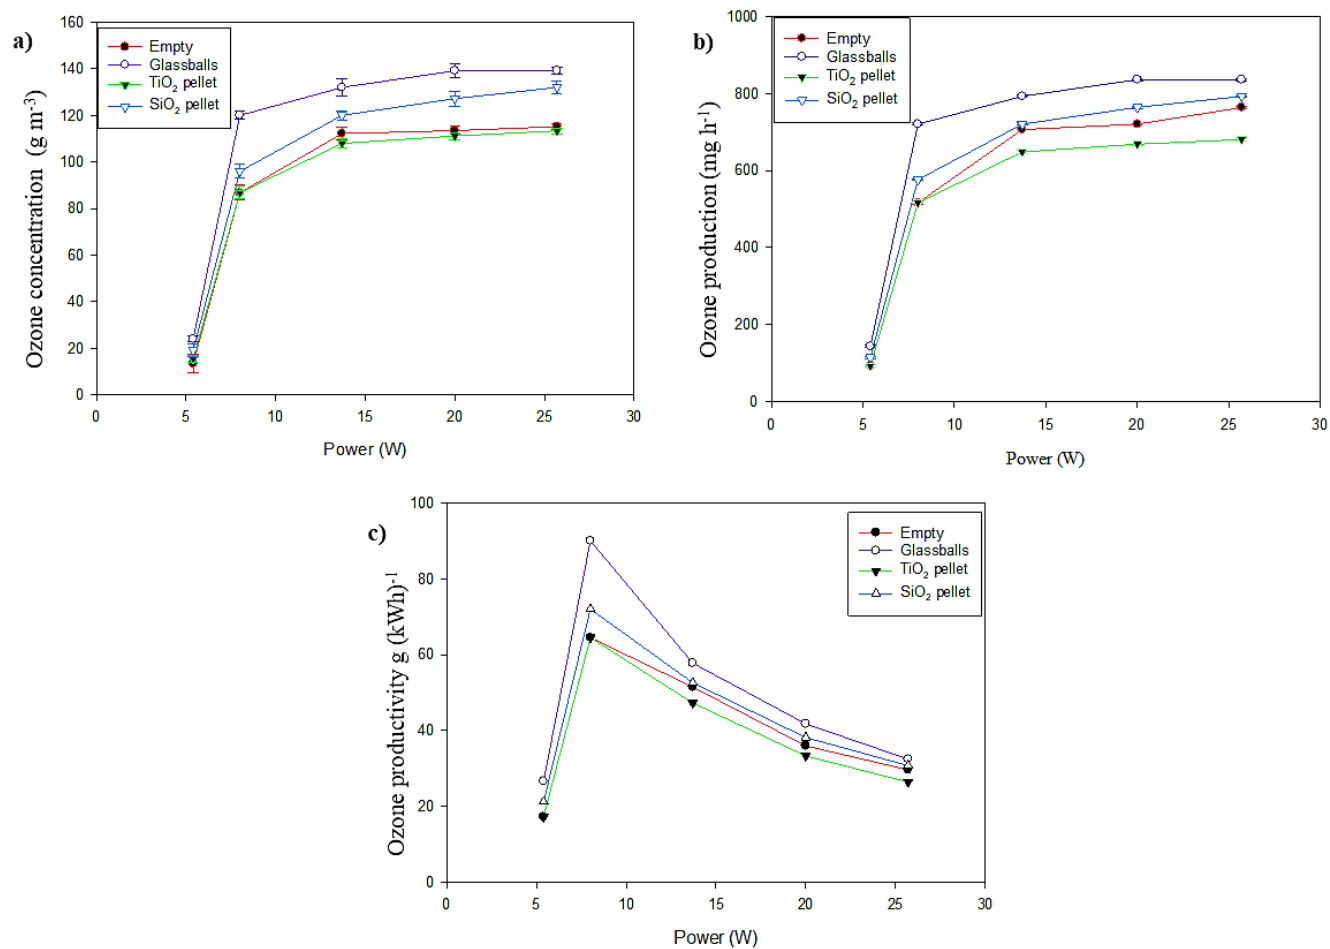 a)
Ozone concentration (g m-3)
160
140
120
100
80
60
40
20
0
Empty
Glassballs
TiO2 pellet
SiO2 pellet
0 5 10 15 20 25 30
Power (W)
b)
Ozone production (mg h-1)
1000
800
600
400
200
0
Empty
Glassballs
TiO2 pellet
SiO2 pellet
0 5 10 15 20 25 30
Power (W)
c)
Ozone productivity g (kWh)-1
100
80
60
40
20
0
Empty
Glassballs
TiO2 pellet
SiO2 pellet
0 5 10 15 20 25 30
Power (W)